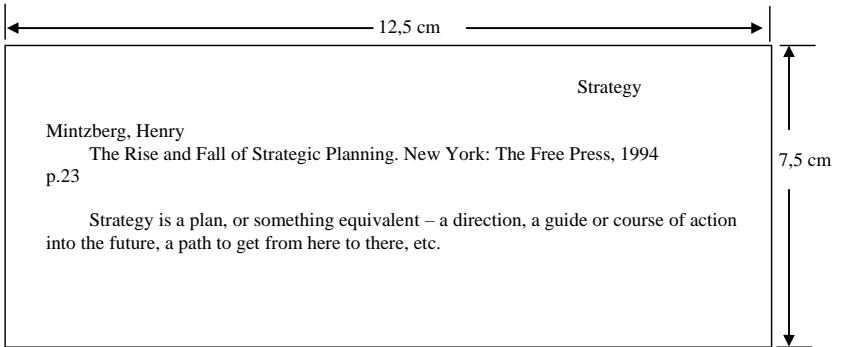 12,5 cm
Strategy
Mintzberg, Henry
The Rise and Fall of Strategic Planning. New York: The Free Press, 1994
p.23
7,5 cm
Strategy is a plan, or something equivalent – a direction, a guide or course of action
into the future, a path to get from here to there, etc.